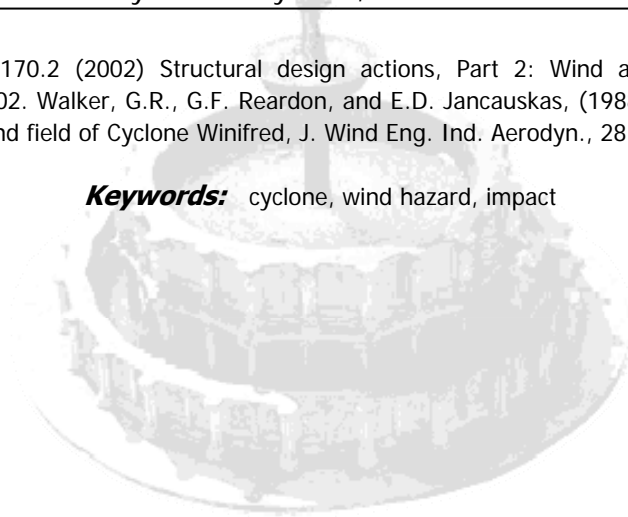 170.2 (2002) Structural design actions, Part 2: Wind a
02. Walker, G.R., G.F. Reardon, and E.D. Jancauskas, (198
nd field of Cyclone Winifred, J. Wind Eng. Ind. Aerodyn., 28
Keywords: cyclone, wind hazard, impact